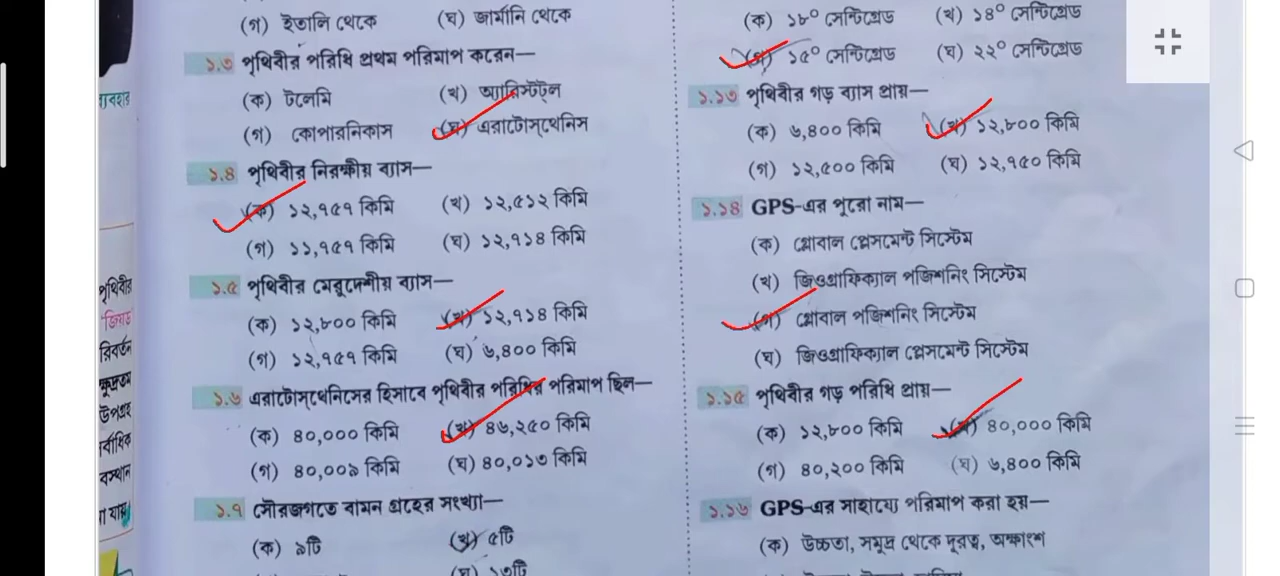 (গ) ইতালি থেকে (ঘ) জার্মানি থেকে
১.৩ পৃথিবীর পরিধি প্রথম পরিমাপ করেন—
(ক) টলেমি (খ) অ্যারিস্টট্ল
(গ) কোপারনিকাস (ঘ) এরাটোস্‌থেনিস
১.৪ পৃথিবীর নিরক্ষীয় ব্যাস—
(ক) ১২,৭৫৭ কিমি (খ) ১২,৫১২ কিমি
(গ) ১১,৭৫৭ কিমি (ঘ) ১২,৭১৪ কিমি
১.৫ পৃথিবীর মেরুদেশীয় ব্যাস—
(ক) ১২,৮০০ কিমি (খ) ১২,৭১৪ কিমি
(গ) ১২,৭৫৭ কিমি (ঘ) ৬,৪০০ কিমি
১.৬ এরাটোস্‌থেনিসের হিসাবে পৃথিবীর পরিধির পরিমাপ ছিল—
(ক) ৪০,০০০ কিমি (খ) ৪৬,২৫০ কিমি
(গ) ৪০,০০৯ কিমি (ঘ) ৪০,০১৩ কিমি
১.৭ সৌরজগতে বামন গ্রহের সংখ্যা—
(ক) ৯টি (খ) ৫টি
(ঘ) ১৩টি
(ক) ১৮° সেন্টিগ্রেড (খ) ১৪° সেন্টিগ্রেড
(গ) ১৫° সেন্টিগ্রেড (ঘ) ২২° সেন্টিগ্রেড
১.১৩ পৃথিবীর গড় ব্যাস প্রায়—
(ক) ৬,৪০০ কিমি (খ) ১২,৮০০ কিমি
(গ) ১২,৫০০ কিমি (ঘ) ১২,৭৫০ কিমি
১.১৪ GPS-এর পুরো নাম—
(ক) গ্লোবাল প্লেসমেন্ট সিস্টেম
(খ) জিওগ্রাফিক্যাল পজিশনিং সিস্টেম
(গ) গ্লোবাল পজিশনিং সিস্টেম
(ঘ) জিওগ্রাফিক্যাল প্লেসমেন্ট সিস্টেম
১.১৫ পৃথিবীর গড় পরিধি প্রায়—
(ক) ১২,৮০০ কিমি (খ) ৪০,০০০ কিমি
(গ) ৪০,২০০ কিমি (ঘ) ৬,৪০০ কিমি
১.১৬ GPS-এর সাহায্যে পরিমাপ করা হয়—
(ক) উচ্চতা, সমুদ্র থেকে দূরত্ব, অক্ষাংশ